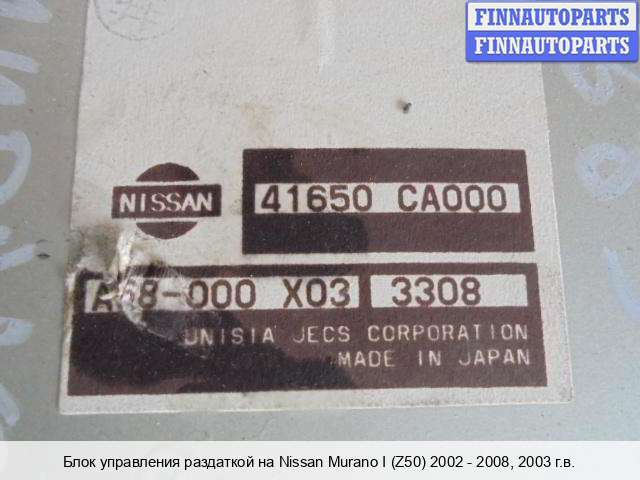 FINNAUTOPARTS
FINNAUTOPARTS
NISSAN
41650 CA000
A68-000 X03 3308
UNISIA JECS CORPORATION
MADE IN JAPAN
Блок управления раздаткой на Nissan Murano I (Z50) 2002 - 2008, 2003 г.в.